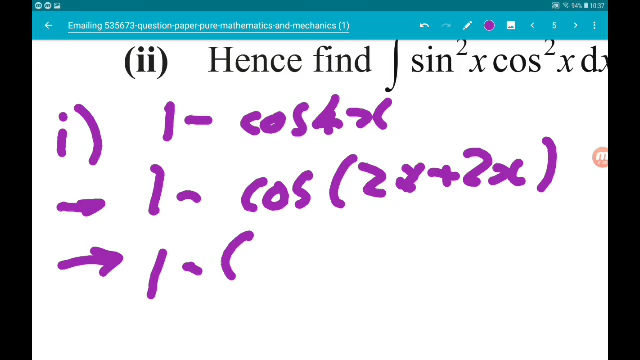 10:37
94%
Emailing 535673-question-paper-pure-mathematics-and-mechanics (1)
5
(ii) Hence find ∫ sin²x cos²x dx
i) 1 - cos4x
→ 1 - cos(2x+2x)
→ 1 - (